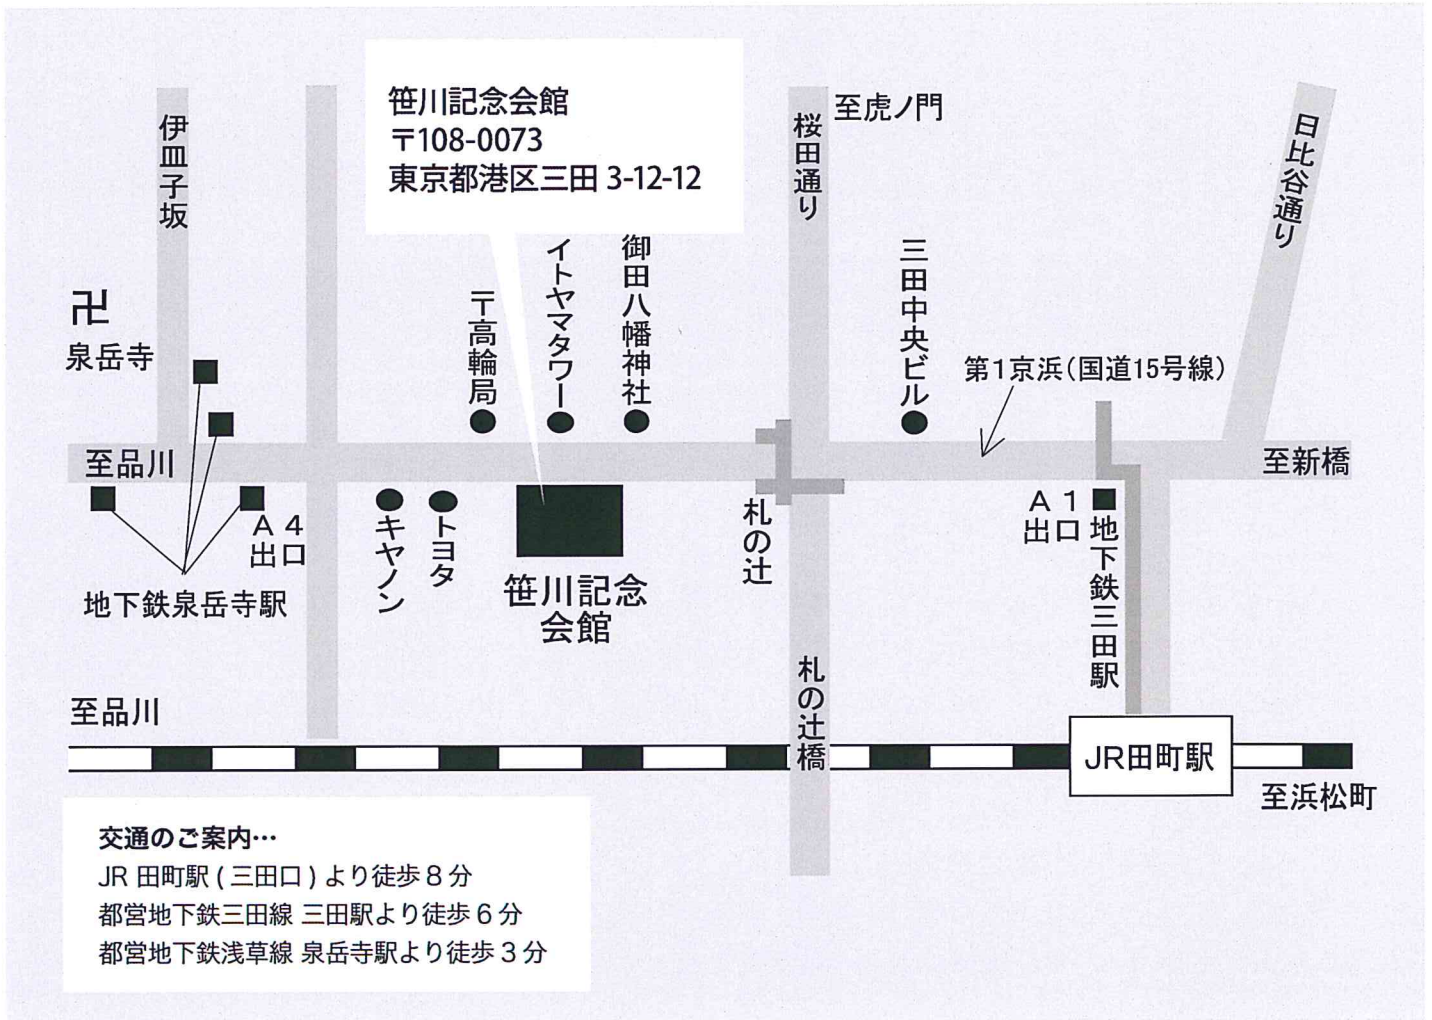 笹川記念会館
〒108-0073
東京都港区三田 3-12-12
伊皿子坂
桜田通り
至虎ノ門
日比谷通り
卍
泉岳寺
〒高輪局
イトヤマタワー
御田八幡神社
三田中央ビル
第1京浜(国道15号線)
至品川
至新橋
A 4
出口
キヤノン
トヨタ
笹川記念
会館
札の辻
A 1
出口
地下鉄三田駅
地下鉄泉岳寺駅
至品川
札の辻橋
JR田町駅
至浜松町
交通のご案内…
JR 田町駅 ( 三田口 ) より徒歩 8 分
都営地下鉄三田線 三田駅より徒歩 6 分
都営地下鉄浅草線 泉岳寺駅より徒歩 3 分